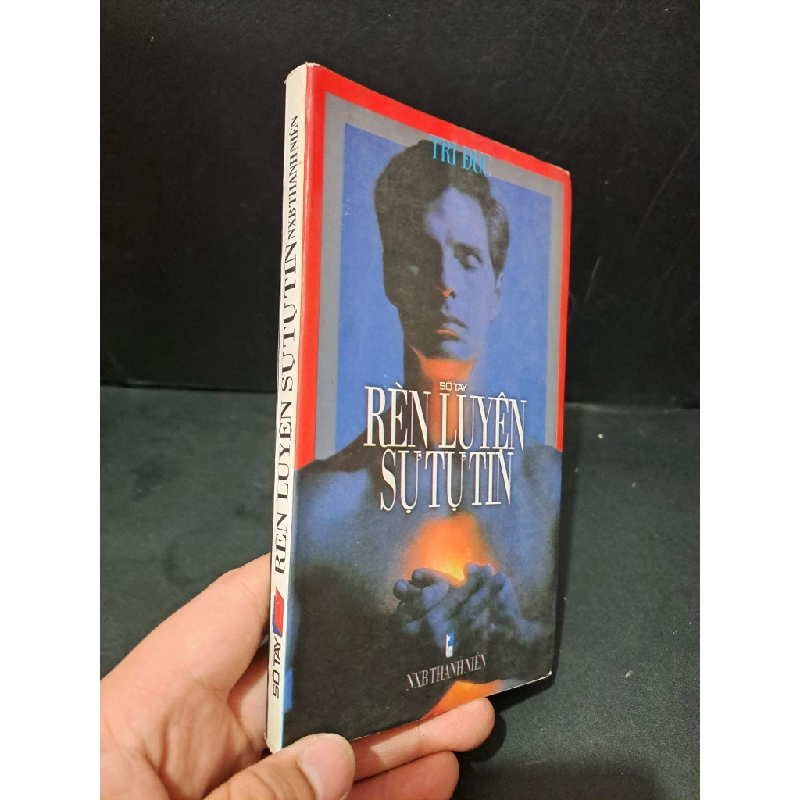 TRÍ ĐỨC
SỔ TAY
RÈN LUYỆN
SỰ TỰ TIN
NXB THANH NIÊN
SỔ TAY RÈN LUYỆN SỰ TỰ TIN NXB THANH NIÊN